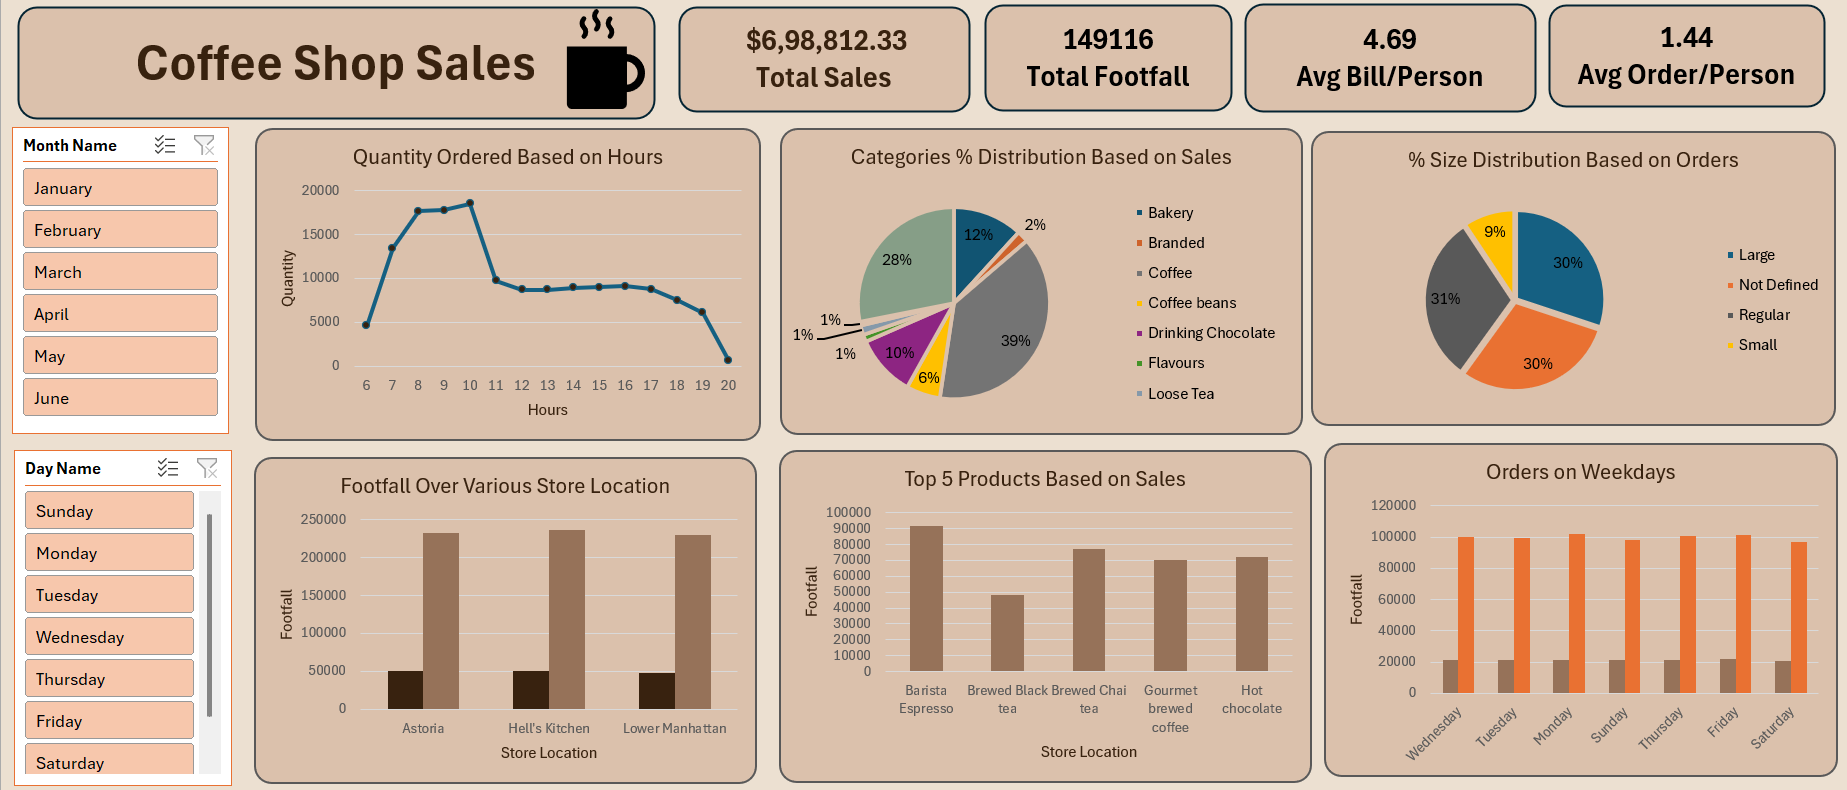 Coffee Shop Sales
$6,98,812.33
Total Sales
149116
Total Footfall
4.69
Avg Bill/Person
1.44
Avg Order/Person
Month Name
January
February
March
April
May
June
Day Name
Sunday
Monday
Tuesday
Wednesday
Thursday
Friday
Saturday
Quantity Ordered Based on Hours
20000
15000
10000
5000
0
Quantity
6 7 8 9 10 11 12 13 14 15 16 17 18 19 20
Hours
Categories % Distribution Based on Sales
12%
2%
39%
6%
10%
1%
1%
1%
28%
Bakery
Branded
Coffee
Coffee beans
Drinking Chocolate
Flavours
Loose Tea
% Size Distribution Based on Orders
30%
30%
31%
9%
Large
Not Defined
Regular
Small
Footfall Over Various Store Location
250000
200000
150000
100000
50000
0
Footfall
Astoria Hell's Kitchen Lower Manhattan
Store Location
Top 5 Products Based on Sales
100000
90000
80000
70000
60000
50000
40000
30000
20000
10000
0
Footfall
Barista Brewed Black Brewed Chai Gourmet Hot
Espresso tea tea brewed chocolate
coffee
Store Location
Orders on Weekdays
120000
100000
80000
60000
40000
20000
0
Footfall
Wednesday Tuesday Monday Sunday Thursday Friday Saturday